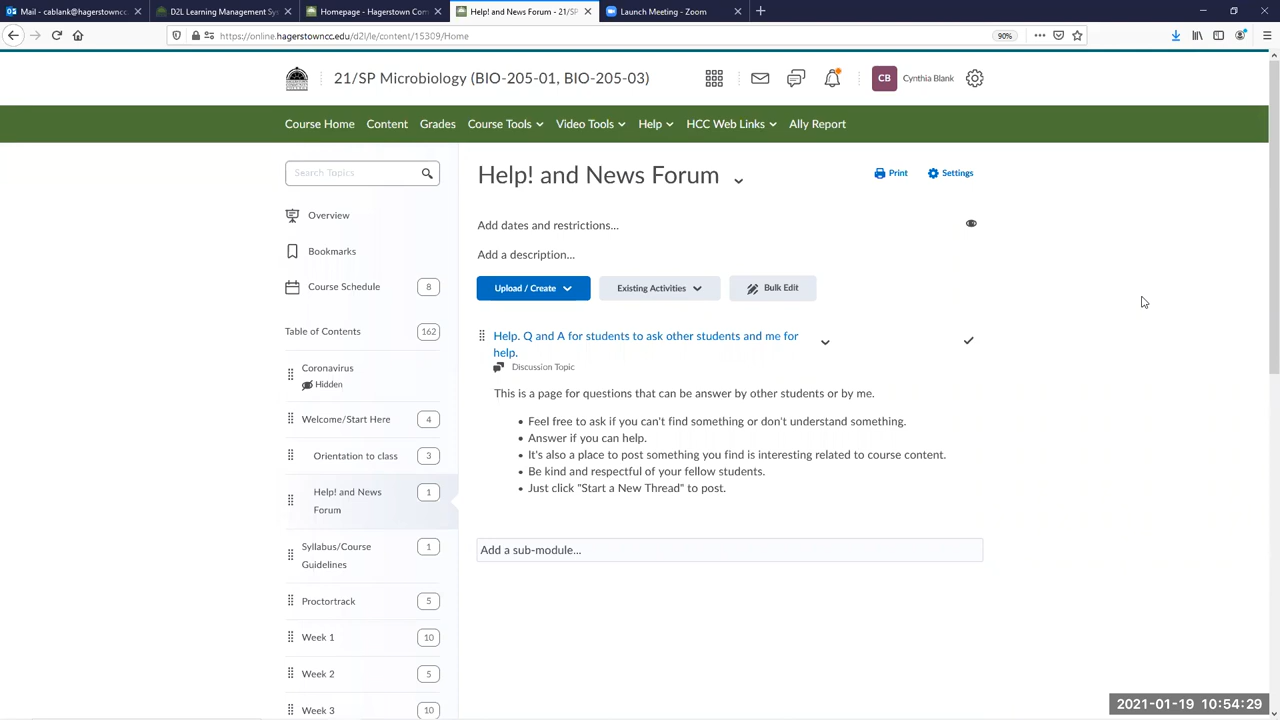 Mail - cablank@hagerstowncc
D2L Learning Management Sys
Homepage - Hagerstown Com
Help! and News Forum - 21/SP
Launch Meeting - Zoom
https://online.hagerstowncc.edu/d2l/le/content/15309/Home
90%
21/SP Microbiology (BIO-205-01, BIO-205-03)
CB
Cynthia Blank
Course Home
Content
Grades
Course Tools
Video Tools
Help
HCC Web Links
Ally Report
Search Topics
Overview
Bookmarks
Course Schedule
8
Table of Contents
162
Coronavirus
Hidden
Welcome/Start Here
4
Orientation to class
3
Help! and News
Forum
1
Syllabus/Course
Guidelines
1
Proctortrack
5
Week 1
10
Week 2
5
Week 3
10
Help! and News Forum
Print
Settings
Add dates and restrictions...
Add a description...
Upload / Create
Existing Activities
Bulk Edit
Help. Q and A for students to ask other students and me for
help.
Discussion Topic
This is a page for questions that can be answer by other students or by me.
• Feel free to ask if you can't find something or don't understand something.
• Answer if you can help.
• It's also a place to post something you find is interesting related to course content.
• Be kind and respectful of your fellow students.
• Just click "Start a New Thread" to post.
Add a sub-module...
2021-01-19 10:54:29